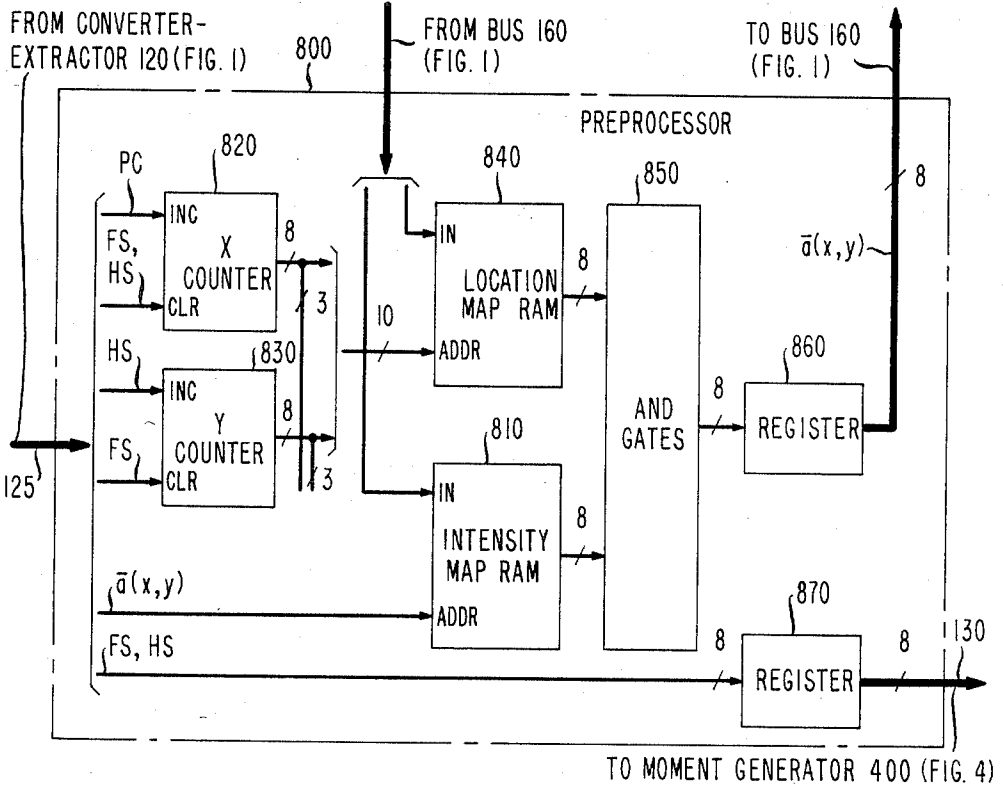 FROM CONVERTER-
EXTRACTOR 120 (FIG. 1)
800
FROM BUS 160
(FIG. 1)
TO BUS 160
(FIG. 1)
PREPROCESSOR
820
PC
INC
X
COUNTER
FS,
HS
CLR
8
3
830
HS
INC
Y
COUNTER
FS
CLR
8
3
125
10
840
IN
LOCATION
MAP RAM
ADDR
8
810
IN
INTENSITY
MAP RAM
ADDR
8
850
AND
GATES
8
860
REGISTER
8
ā(x,y)
ā(x,y)
FS, HS
8
870
REGISTER
8
130
TO MOMENT GENERATOR 400 (FIG. 4)